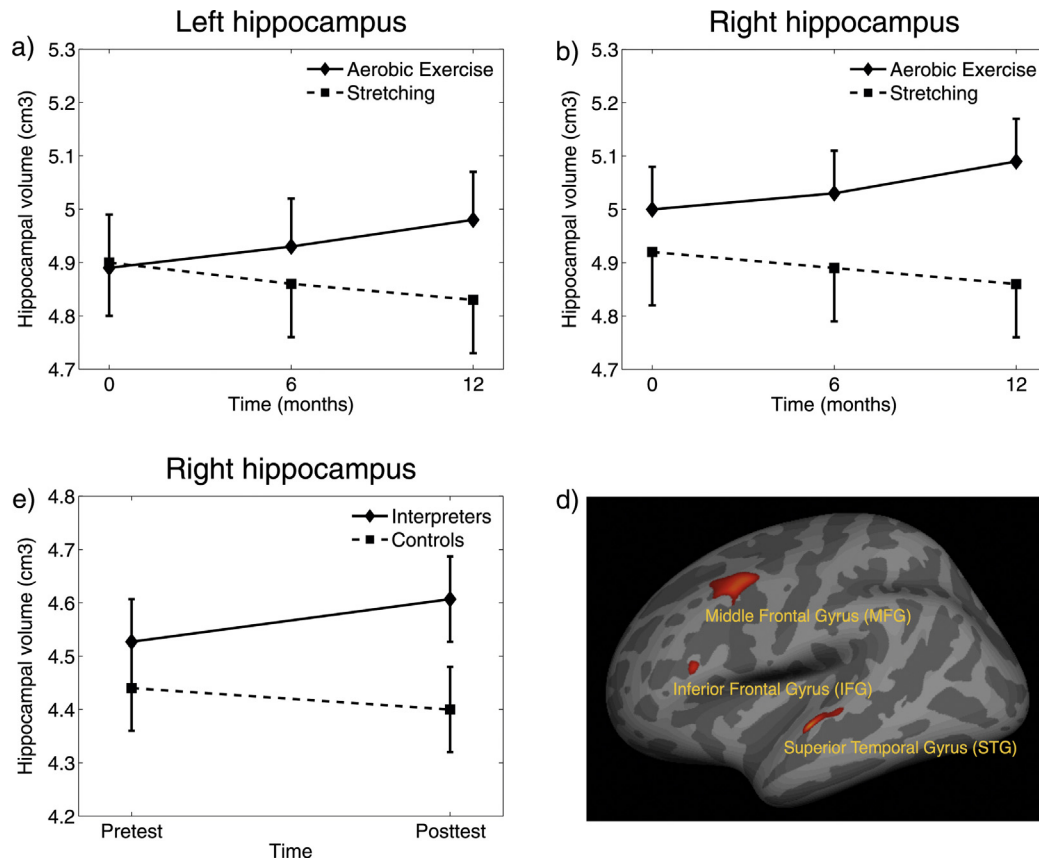 Left hippocampus
a)
5.3
5.2
5.1
5
4.9
4.8
4.7
Hippocampal volume (cm3)
Aerobic Exercise
Stretching
0 6 12
Time (months)
Right hippocampus
b)
5.3
5.2
5.1
5
4.9
4.8
4.7
Hippocampal volume (cm3)
Aerobic Exercise
Stretching
0 6 12
Time (months)
Right hippocampus
e)
4.8
4.7
4.6
4.5
4.4
4.3
4.2
Hippocampal volume (cm3)
Interpreters
Controls
Pretest Posttest
Time
d)
Middle Frontal Gyrus (MFG)
Inferior Frontal Gyrus (IFG)
Superior Temporal Gyrus (STG)